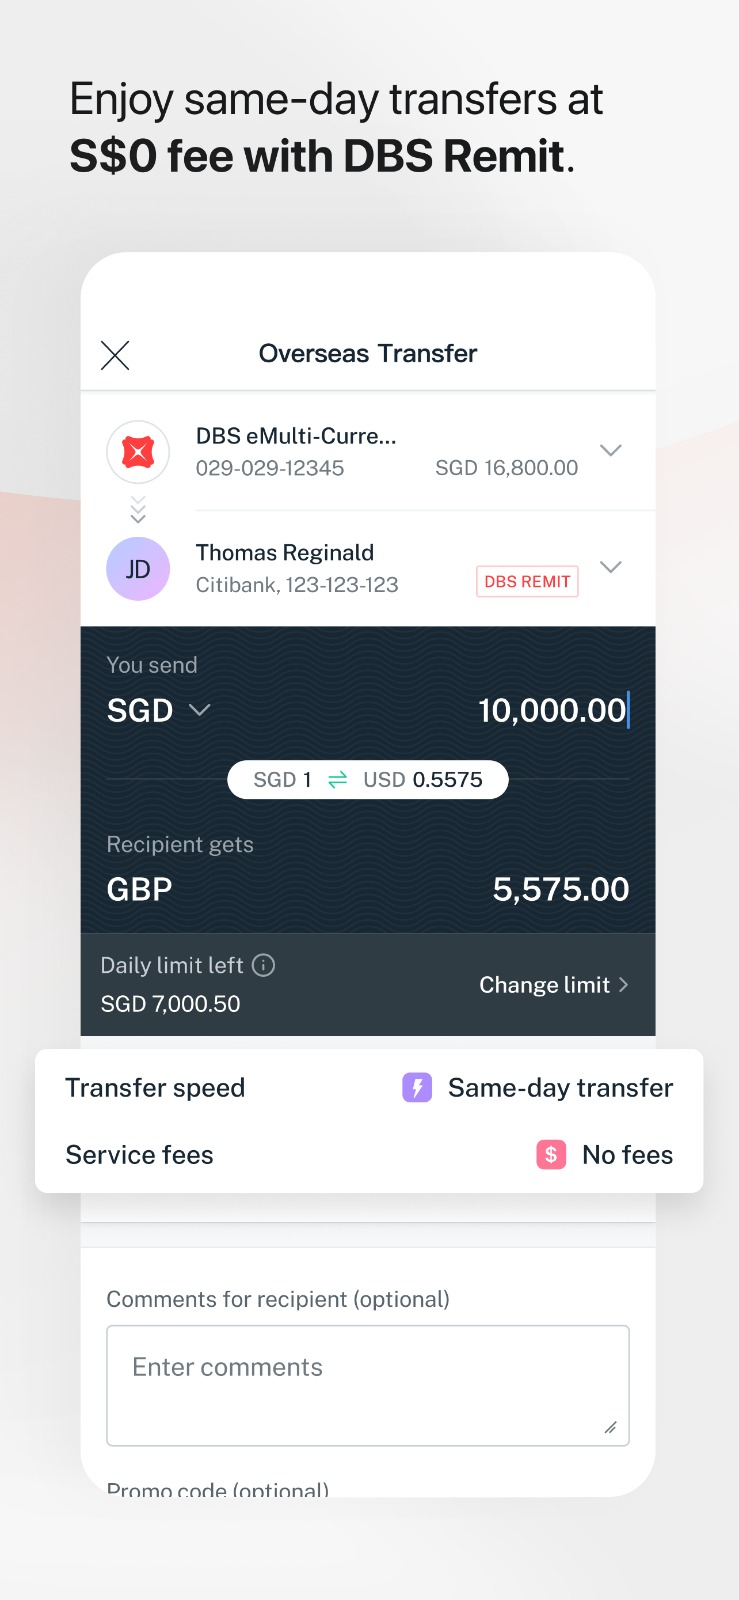 Enjoy same-day transfers at
S$0 fee with DBS Remit.
Overseas Transfer
DBS eMulti-Curre...
029-029-12345 SGD 16,800.00
JD
Thomas Reginald
Citibank, 123-123-123 DBS REMIT
You send
SGD 10,000.00
SGD 1 USD 0.5575
Recipient gets
GBP 5,575.00
Daily limit left
SGD 7,000.50
Change limit
Transfer speed Same-day transfer
Service fees $ No fees
Comments for recipient (optional)
Enter comments
Promo code (optional)